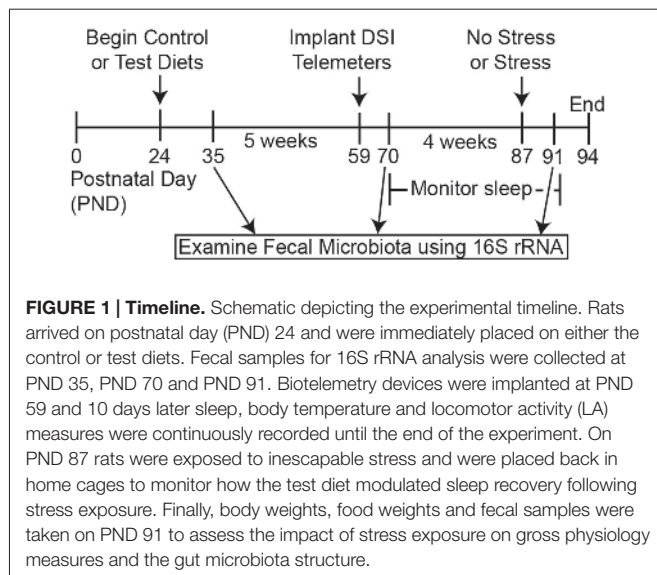 Begin Control Implant DSI No Stress
or Test Diets Telemeters or Stress
End
5 weeks 4 weeks
0 24 35 59 70 87 91 94
Postnatal Day
(PND)
Monitor sleep
Examine Fecal Microbiota using 16S rRNA
FIGURE 1 | Timeline. Schematic depicting the experimental timeline. Rats
arrived on postnatal day (PND) 24 and were immediately placed on either the
control or test diets. Fecal samples for 16S rRNA analysis were collected at
PND 35, PND 70 and PND 91. Biotelemetry devices were implanted at PND
59 and 10 days later sleep, body temperature and locomotor activity (LA)
measures were continuously recorded until the end of the experiment. On
PND 87 rats were exposed to inescapable stress and were placed back in
home cages to monitor how the test diet modulated sleep recovery following
stress exposure. Finally, body weights, food weights and fecal samples were
taken on PND 91 to assess the impact of stress exposure on gross physiology
measures and the gut microbiota structure.